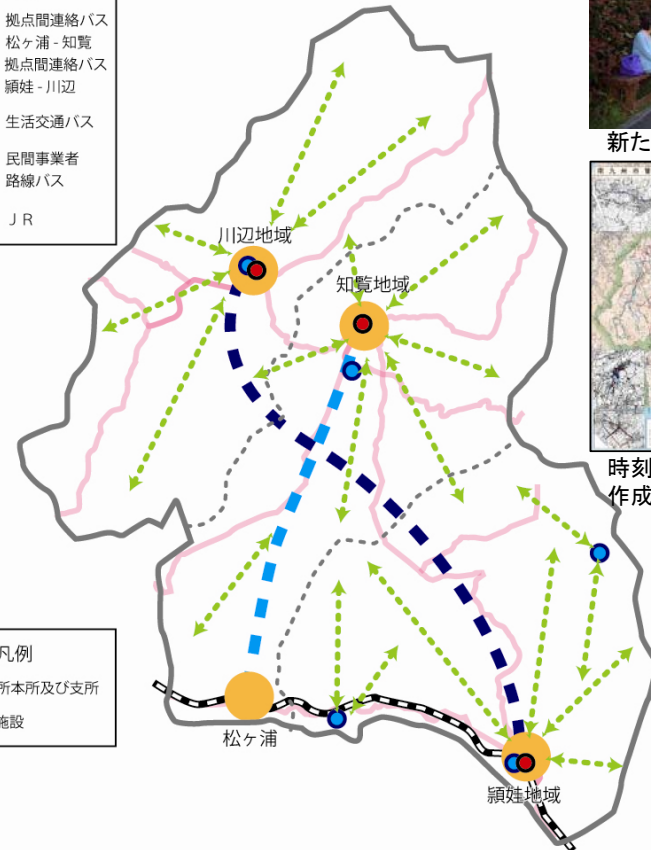 拠点間連絡バス
松ヶ浦 - 知覧
拠点間連絡バス
頴娃 - 川辺
生活交通バス
民間事業者
路線バス
ＪＲ
新た
川辺地域
知覧地域
時刻
作成
凡例
所本所及び支所
施設
松ヶ浦
頴娃地域